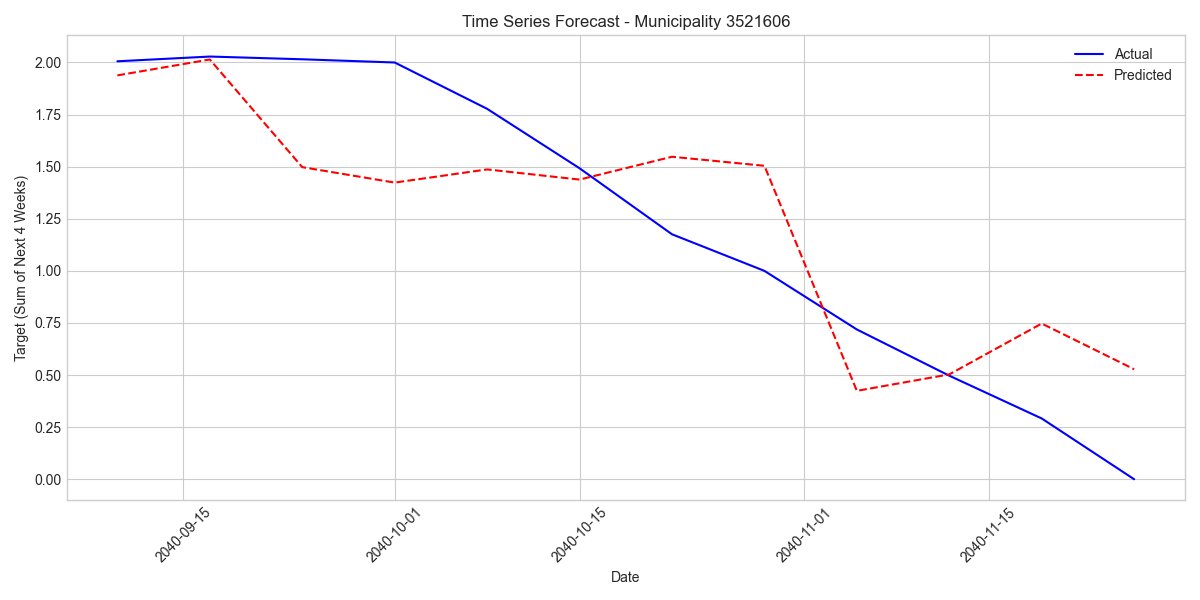 Time Series Forecast - Municipality 3521606
Actual
Predicted
Target (Sum of Next 4 Weeks)
2.00
1.75
1.50
1.25
1.00
0.75
0.50
0.25
0.00
2040-09-15
2040-10-01
2040-10-15
2040-11-01
2040-11-15
Date